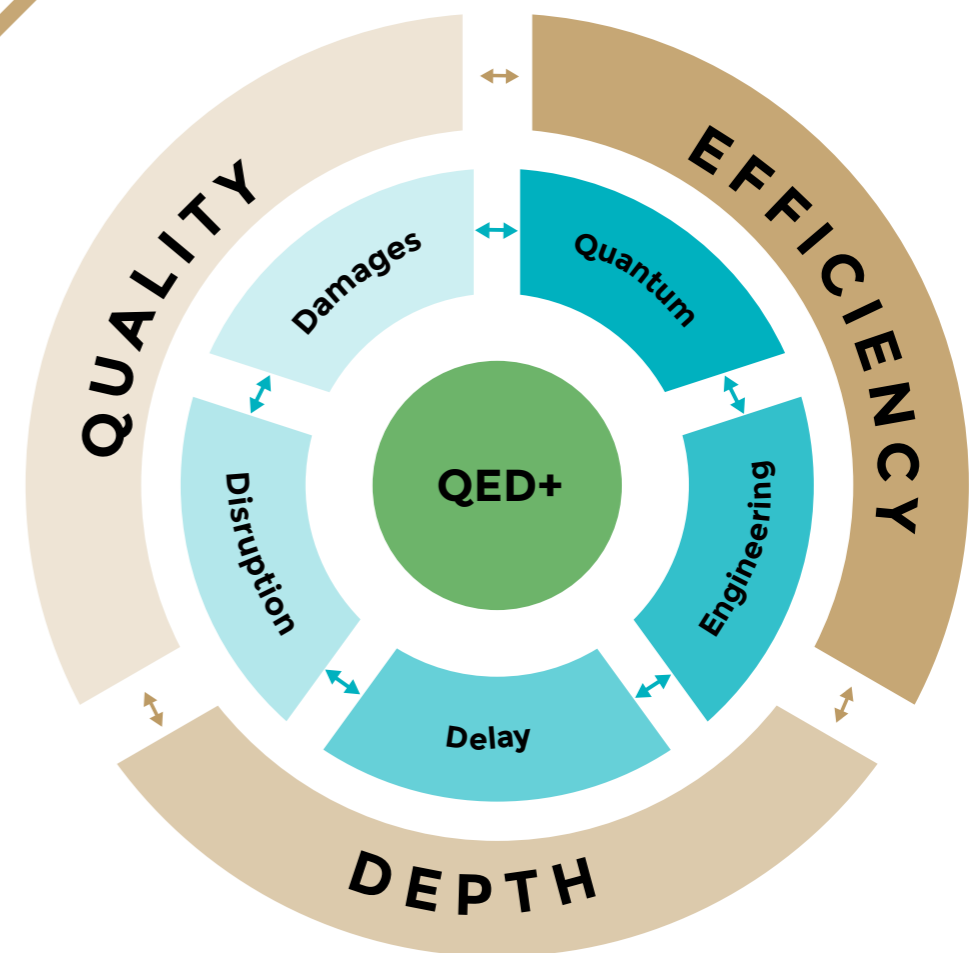 QUALITY
EFFICIENCY
Damages
Quantum
QED+
Disruption
Engineering
Delay
DEPTH